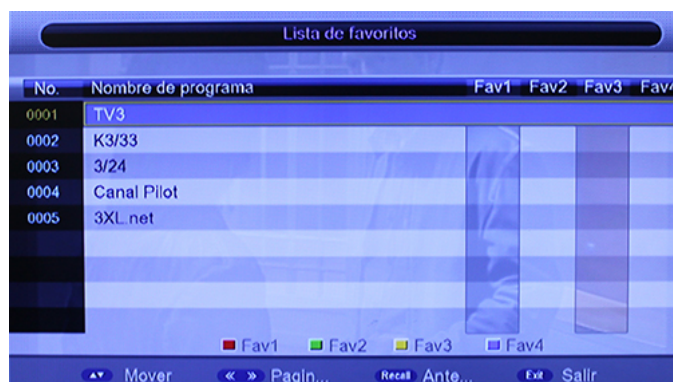 Lista de favoritos
No. Nombre de programa Fav1 Fav2 Fav3 Fav4
0001 TV3
0002 K3/33
0003 3/24
0004 Canal Pilot
0005 3XL.net
Fav1 Fav2 Fav3 Fav4
Mover Pagin... Recall Ante... Exit Salir